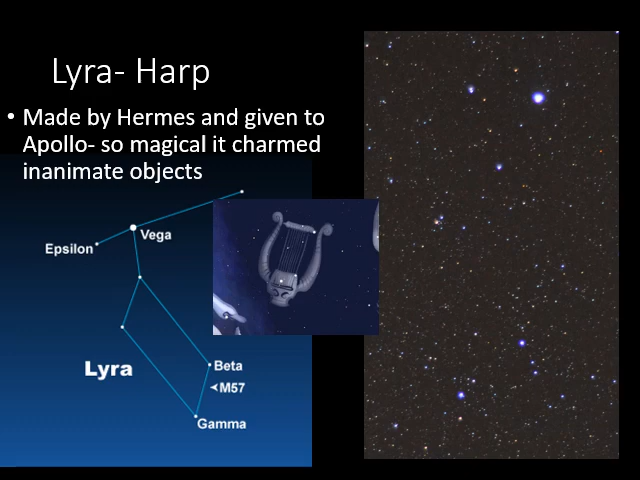 Lyra- Harp
• Made by Hermes and given to
Apollo- so magical it charmed
inanimate objects
Vega
Epsilon
Lyra
Beta
M57
Gamma